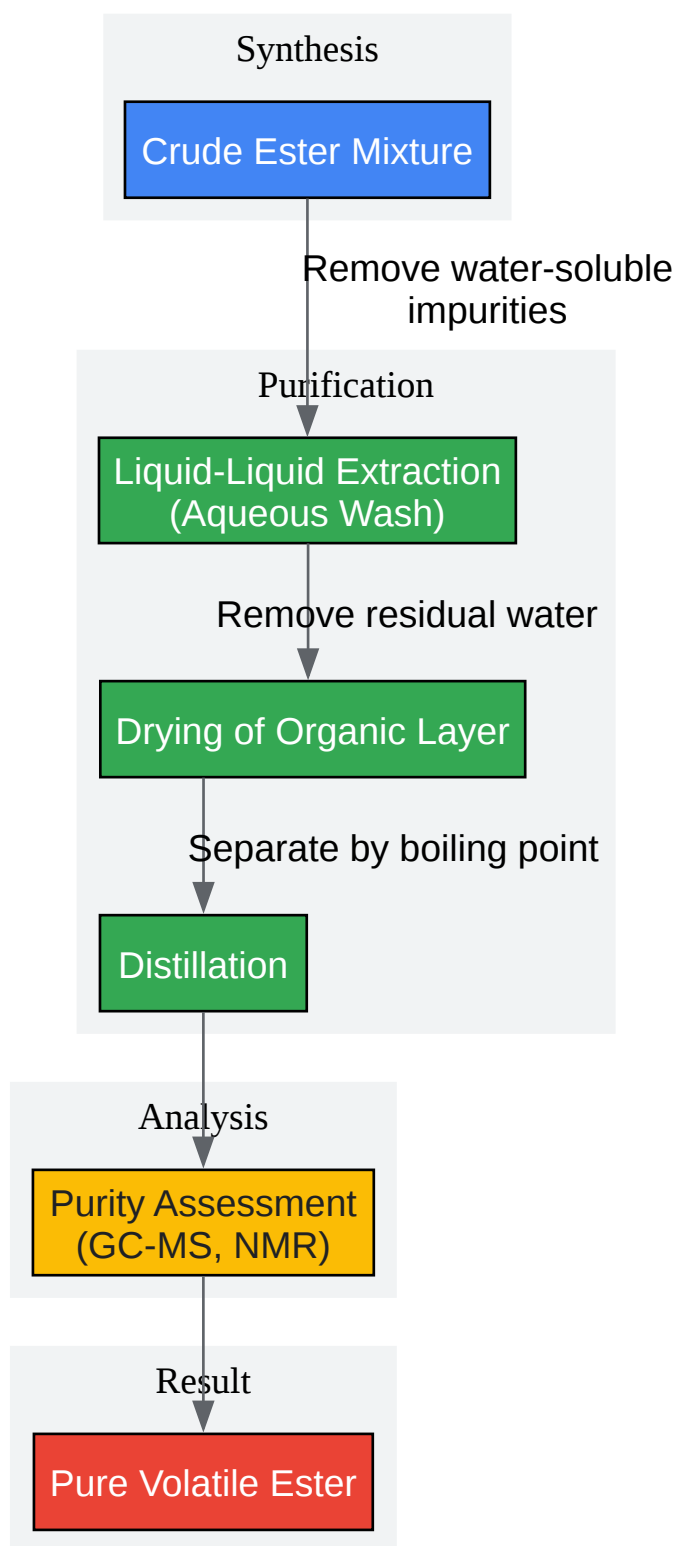 Synthesis
Crude Ester Mixture
Remove water-soluble
impurities
Purification
Liquid-Liquid Extraction
(Aqueous Wash)
Remove residual water
Drying of Organic Layer
Separate by boiling point
Distillation
Analysis
Purity Assessment
(GC-MS, NMR)
Result
Pure Volatile Ester